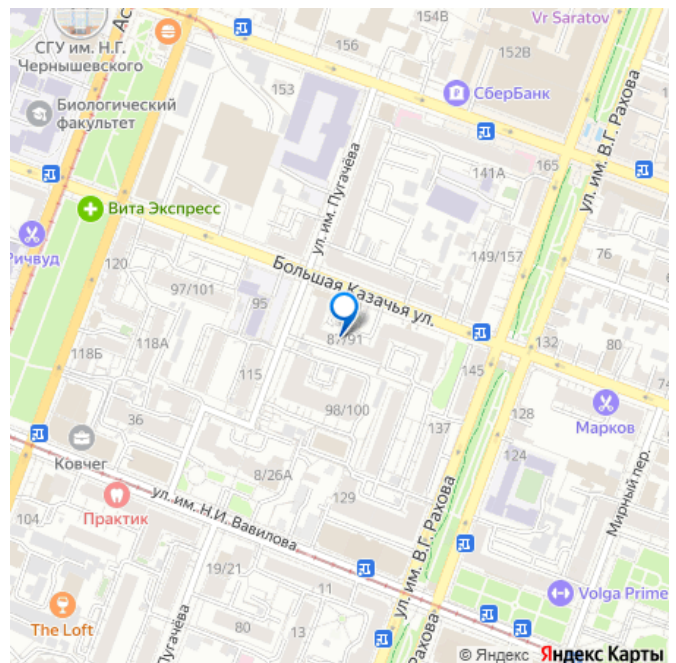 154В
Vr Saratov
СГУ им. Н.Г.
Чернышевского
156
152В
153
СберБанк
Биологический
факультет
ул. им. В.Г. Рахова
ул. им. Пугачёва
165
141А
Вита Экспресс
Ричвуд
76
149/157
120
Большая Казачья ул.
97/101
95
87/91
132
118А
118Б
145
74
115
98/100
128
Марков
36
137
Ковчег
124
8/26А
Мирный пер.
129
ул. им. Н.И. Вавилова
Практик
104
ул. им. В.Г. Рахова
19/21
11
Volga Prime
The Loft
80
13
Пугачёва
Рахова
© Яндекс
Яндекс Карты